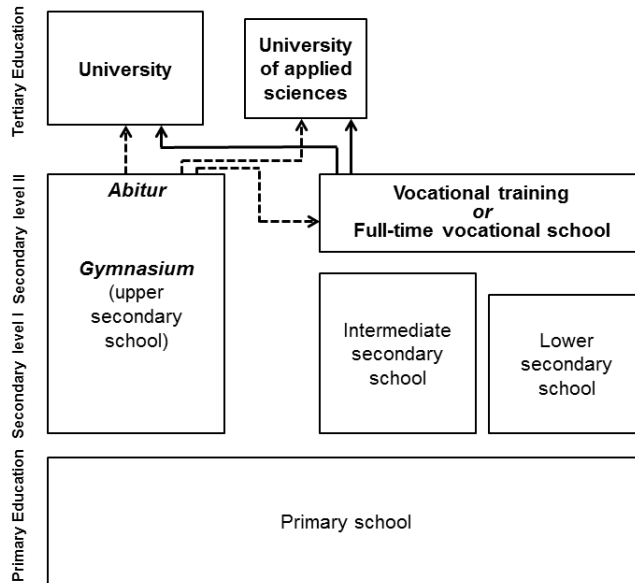 Tertiary Education
University
University
of applied
sciences
Secondary level II
Abitur
Vocational training
or
Full-time vocational school
Gymnasium
(upper
secondary
school)
Secondary level I
Intermediate
secondary
school
Lower
secondary
school
Primary Education
Primary school